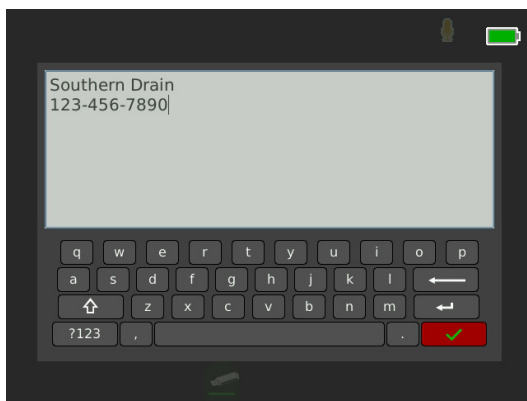 Southern Drain
123-456-7890
q w e r t y u i o p
a s d f g h j k l
z x c v b n m
?123 , .